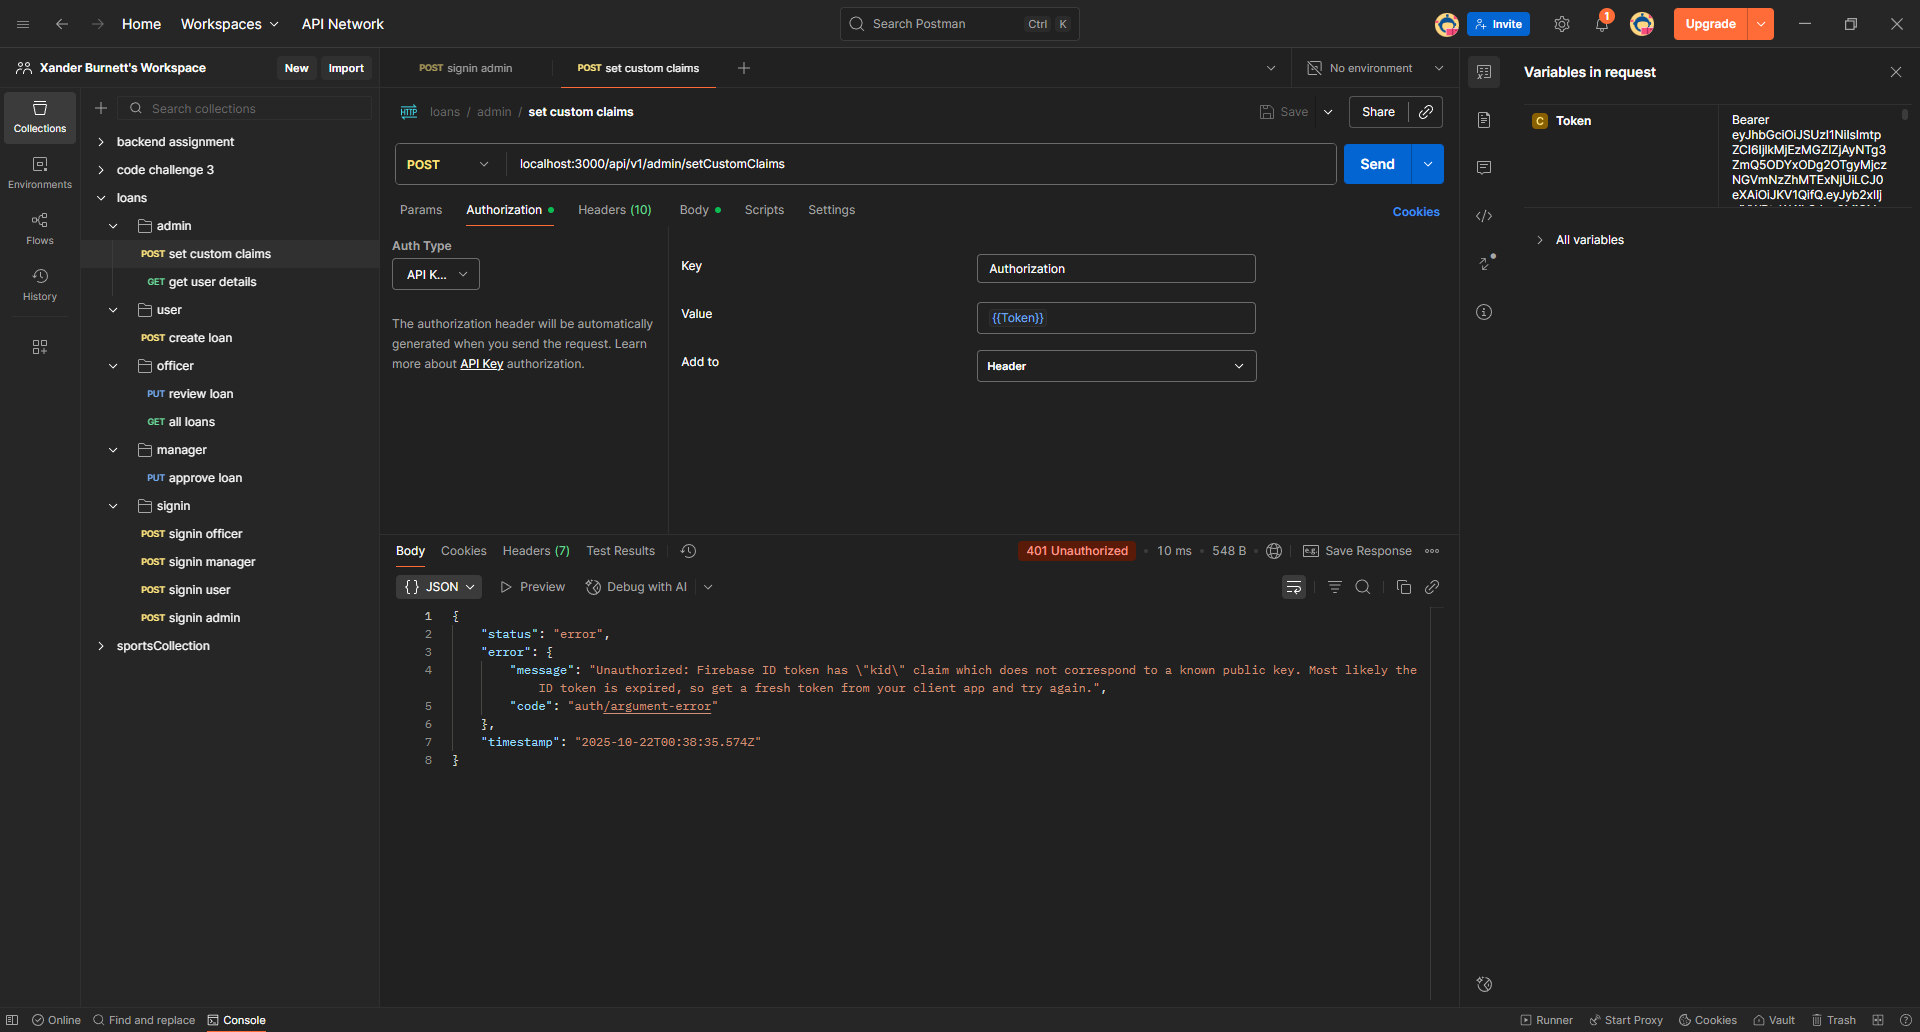 Home
Workspaces
API Network
Search Postman
Ctrl K
Invite
1
Upgrade
Xander Burnett's Workspace
New
Import
POST signin admin
POST set custom claims
No environment
Variables in request
Collections
Environments
Flows
History
Search collections
backend assignment
code challenge 3
loans
admin
POST set custom claims
GET get user details
user
POST create loan
officer
PUT review loan
GET all loans
manager
PUT approve loan
signin
POST signin officer
POST signin manager
POST signin user
POST signin admin
sportsCollection
HTTP loans / admin / set custom claims
Save
Share
POST
localhost:3000/api/v1/admin/setCustomClaims
Send
Params
Authorization
Headers (10)
Body
Scripts
Settings
Cookies
Auth Type
API K...
The authorization header will be automatically
generated when you send the request. Learn
more about API Key authorization.
Key
Authorization
Value
{{Token}}
Add to
Header
C Token
Bearer
All variables
Body
Cookies
Headers (7)
Test Results
401 Unauthorized
10 ms
548 B
e.g. Save Response
{} JSON
Preview
Debug with AI
1 {
2 "status": "error",
3 "error": {
4 "message": "Unauthorized: Firebase ID token has \"kid\" claim which does not correspond to a known public key. Most likely the
ID token is expired, so get a fresh token from your client app and try again.",
5 "code": "auth/argument-error"
6 },
7 "timestamp": "2025-10-22T00:38:35.574Z"
8 }
Online
Find and replace
Console
Runner
Start Proxy
Cookies
Vault
Trash